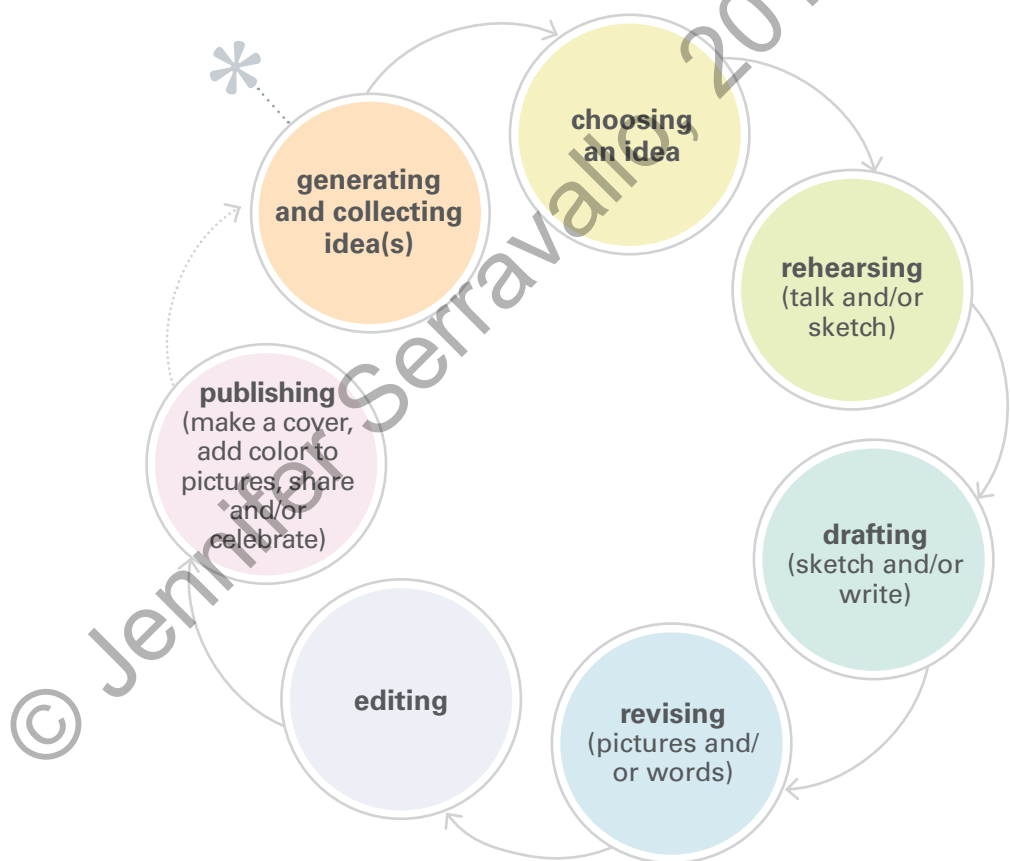 generating
and collecting
idea(s)
choosing
an idea
rehearsing
(talk and/or
sketch)
drafting
(sketch and/or
write)
revising
(pictures and/
or words)
editing
publishing
(make a cover,
add color to
pictures, share
and/or
celebrate)
*
© Jennifer Serravallo,